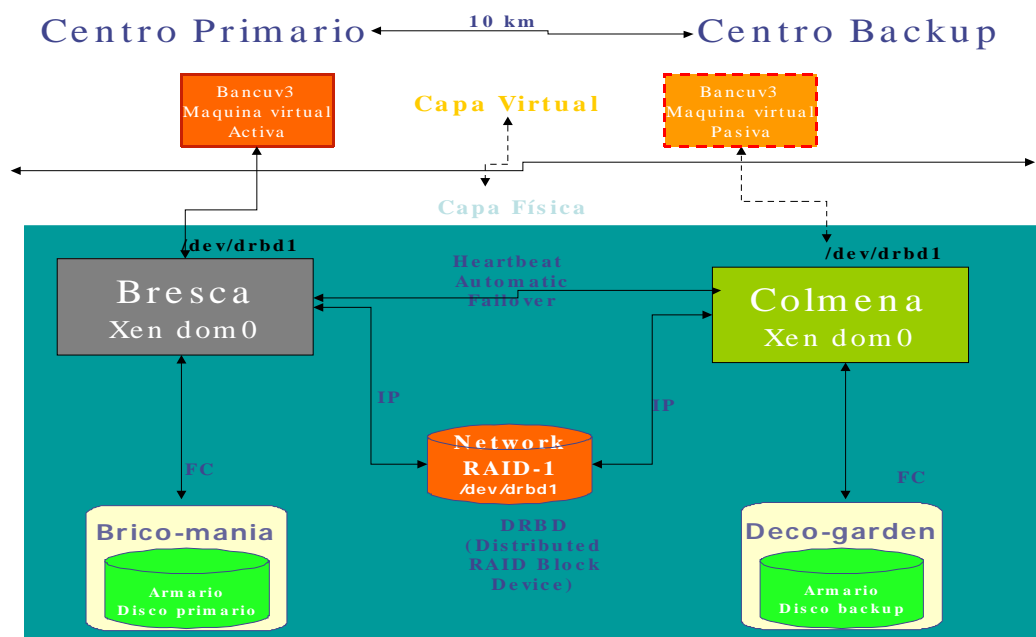 Centro Primario
10 km
Centro Backup
Bancuv3
Maquina virtual
Activa
Capa Virtual
Bancuv3
Maquina virtual
Pasiva
Capa Física
/dev/drbd1
/dev/drbd1
Heartbeat
Automatic
Failover
Bresca
Xen dom0
Colmena
Xen dom0
IP
IP
Network
RAID-1
/dev/drbd1
FC
FC
DRBD
(Distributed
RAID Block
Device)
Brico-mania
Armario
Disco primario
Deco-garden
Armario
Disco backup